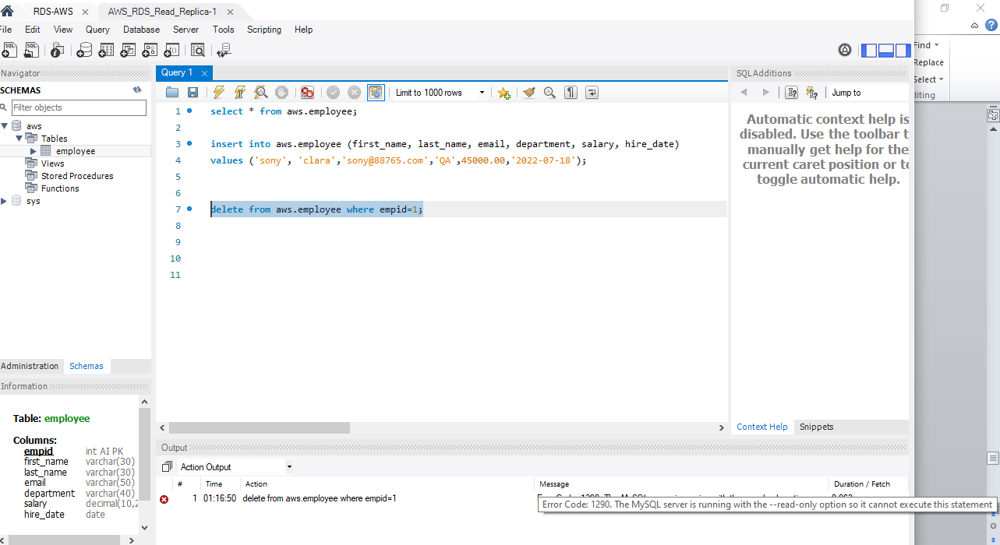 RDS-AWS
AWS_RDS_Read_Replica-1
File Edit View Query Database Server Tools Scripting Help
Find
Replace
Select
Navigator
Query 1
SQLAdditions
SCHEMAS
Filter objects
Limit to 1000 rows
Jump to
aws
Tables
employee
Views
Stored Procedures
Functions
sys
1 select * from aws.employee;
2
3 insert into aws.employee (first_name, last_name, email, department, salary, hire_date)
4 values ('sony', 'clara','sony@88765.com','QA',45000.00,'2022-07-18');
5
6
7 delete from aws.employee where empid=1;
8
9
10
11
Automatic context help is
disabled. Use the toolbar t
manually get help for the
current caret position or to
toggle automatic help.
Administration Schemas
Information
Table: employee
Columns:
empid int AI PK
first_name varchar(30)
last_name varchar(30)
email varchar(50)
department varchar(40)
salary decimal(10,2
hire_date date
Context Help Snippets
Output
Action Output
# Time Action Message Duration / Fetch
1 01:16:50 delete from aws.employee where empid=1
Error Code: 1290. The MySQL server is running with the --read-only option so it cannot execute this statement